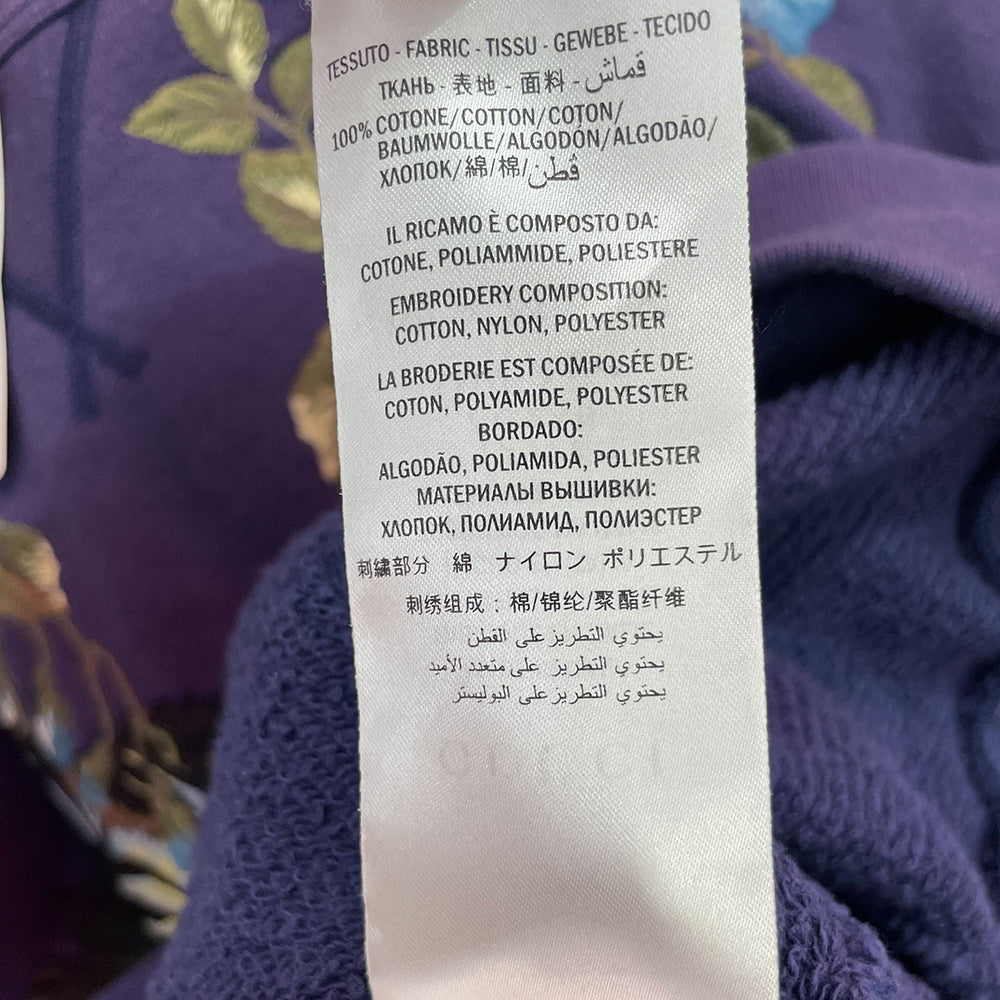 TESSUTO - FABRIC - TISSU - GEWEBE - TECIDO
ТКАНЬ - 表地 - 面料 - قماش
100% COTONE/COTTON/COTON/
BAUMWOLLE/ALGODÓN/ALGODÃO/
ХЛОПОК/綿/棉/قطن
IL RICAMO È COMPOSTO DA:
COTONE, POLIAMMIDE, POLIESTERE
EMBROIDERY COMPOSITION:
COTTON, NYLON, POLYESTER
LA BRODERIE EST COMPOSÉE DE:
COTON, POLYAMIDE, POLYESTER
BORDADO:
ALGODÃO, POLIAMIDA, POLIESTER
МАТЕРИАЛЫ ВЫШИВКИ:
ХЛОПОК, ПОЛИАМИД, ПОЛИЭСТЕР
刺繍部分 綿 ナイロン ポリエステル
刺绣组成 : 棉/锦纶/聚酯纤维
يحتوي التطريز على القطن
يحتوي التطريز على متعدد الأميد
يحتوي التطريز على البوليستر